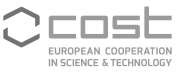 cost
EUROPEAN COOPERATION
IN SCIENCE & TECHNOLOGY